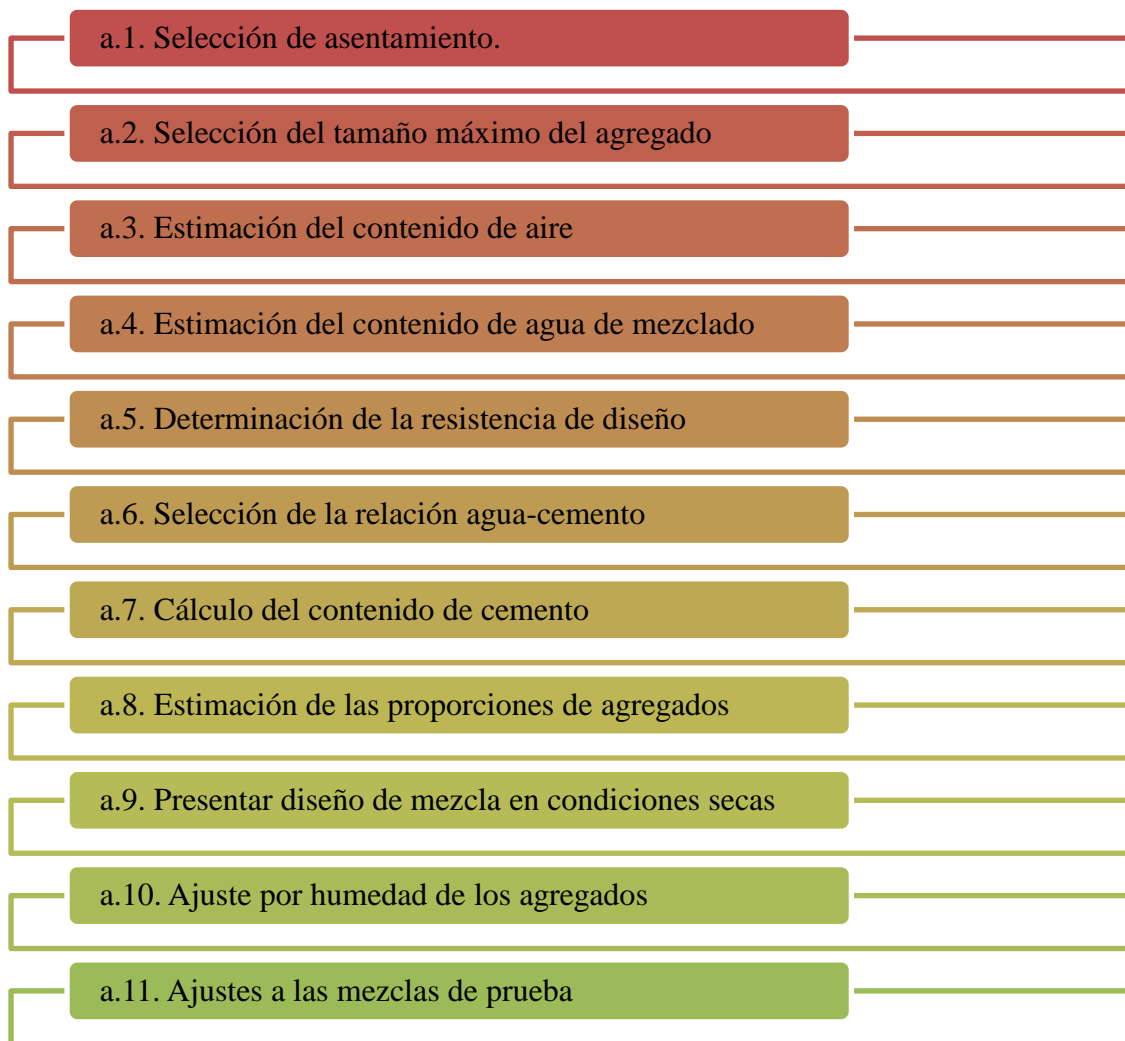 a.1. Selección de asentamiento.
a.2. Selección del tamaño máximo del agregado
a.3. Estimación del contenido de aire
a.4. Estimación del contenido de agua de mezclado
a.5. Determinación de la resistencia de diseño
a.6. Selección de la relación agua-cemento
a.7. Cálculo del contenido de cemento
a.8. Estimación de las proporciones de agregados
a.9. Presentar diseño de mezcla en condiciones secas
a.10. Ajuste por humedad de los agregados
a.11. Ajustes a las mezclas de prueba